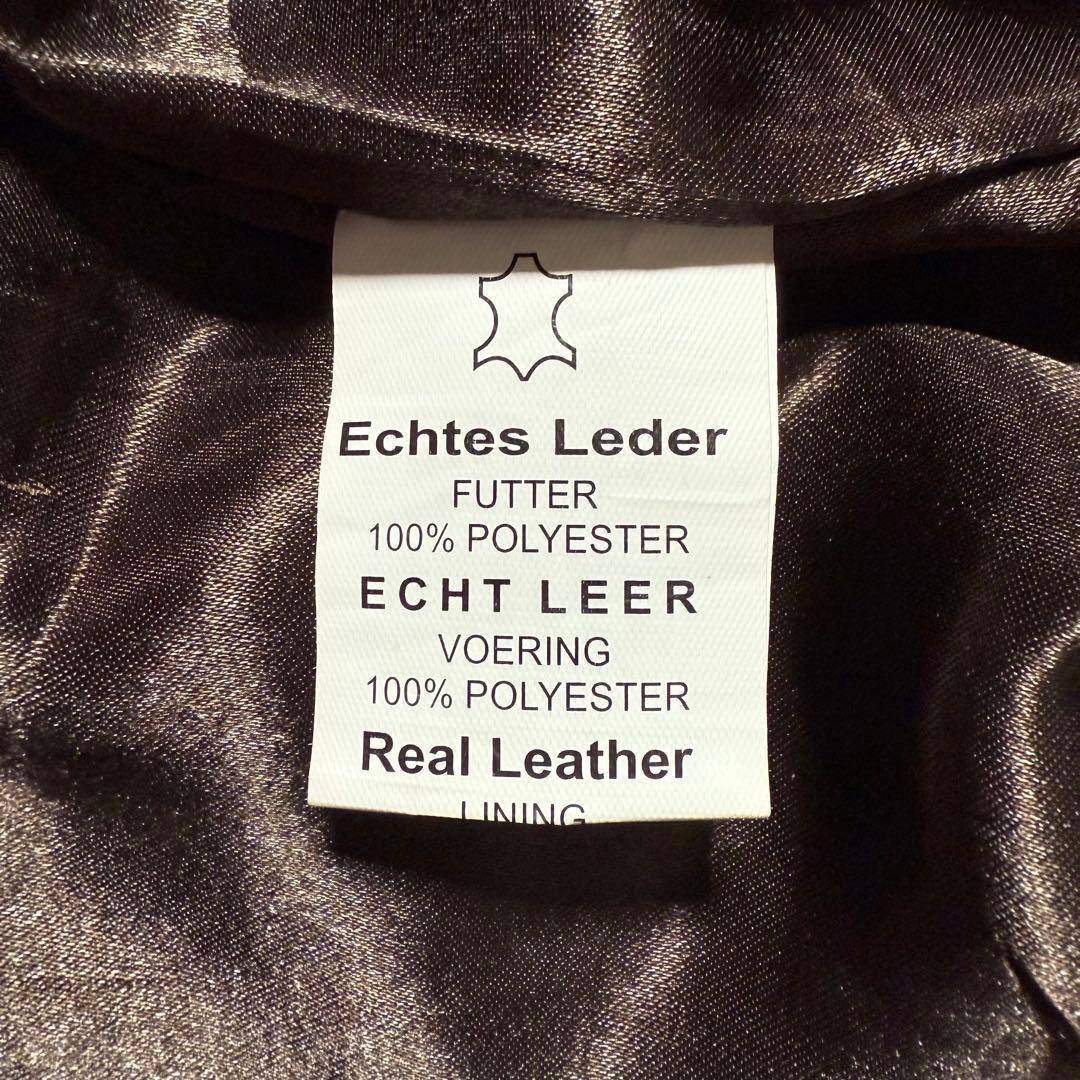 Echtes Leder
FUTTER
100% POLYESTER
ECHT LEER
VOERING
100% POLYESTER
Real Leather
LINING